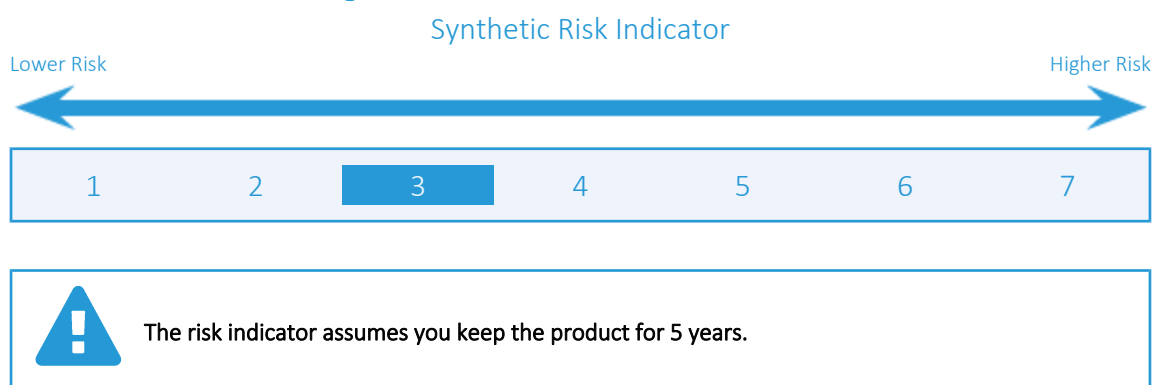 Synthetic Risk Indicator
Lower Risk Higher Risk
1 2 3 4 5 6 7
The risk indicator assumes you keep the product for 5 years.